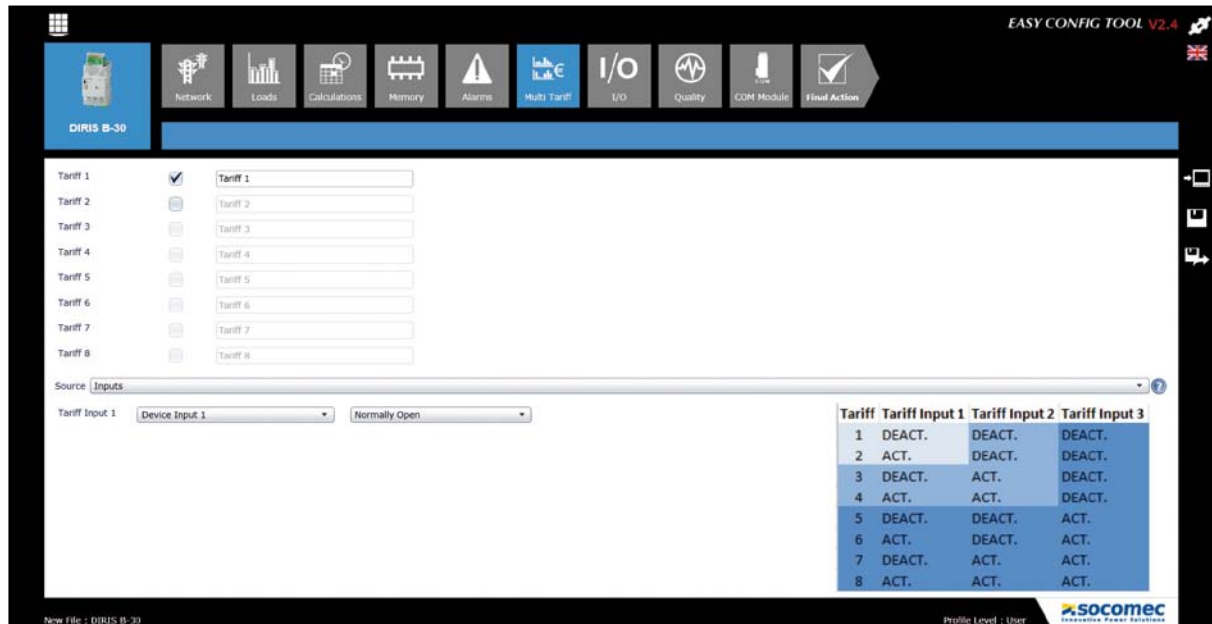 EASY CONFIG TOOL V2.4
Network
Loads
Calculations
Memory
Alarms
Multi Tariff
I/O
I/O
Quality
COM
COM Module
Final Action
DIRIS B-30
Tariff 1 Tariff 1
Tariff 2 Tariff 2
Tariff 3 Tariff 3
Tariff 4 Tariff 4
Tariff 5 Tariff 5
Tariff 6 Tariff 6
Tariff 7 Tariff 7
Tariff 8 Tariff 8
Source Inputs
Tariff Input 1 Device Input 1 Normally Open
Tariff Tariff Input 1 Tariff Input 2 Tariff Input 3
1 DEACT. DEACT. DEACT.
2 ACT. DEACT. DEACT.
3 DEACT. ACT. DEACT.
4 ACT. ACT. DEACT.
5 DEACT. DEACT. ACT.
6 ACT. DEACT. ACT.
7 DEACT. ACT. ACT.
8 ACT. ACT. ACT.
New File : DIRIS B-30
Profile Level : User
socomec
Innovative Power Solutions